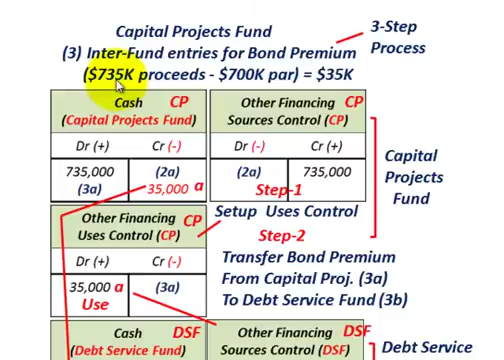 Capital Projects Fund
3-Step
Process
(3) Inter-Fund entries for Bond Premium
($735K proceeds - $700K par) = $35K
Cash CP
(Capital Projects Fund)
Other Financing CP
Sources Control (CP)
Dr (+) Cr (-)
Dr (-) Cr (+)
735,000 (2a)
(3a) 35,000 a
(2a) 735,000
Step-1
Capital
Projects
Fund
Other Financing CP
Uses Control (CP)
Setup Uses Control
Step-2
Dr (+) Cr (-)
Transfer Bond Premium
From Capital Proj. (3a)
To Debt Service Fund (3b)
35,000 a (3a)
Use
Cash DSF
(Debt Service Fund)
Other Financing DSF
Sources Control (DSF)
Debt Service